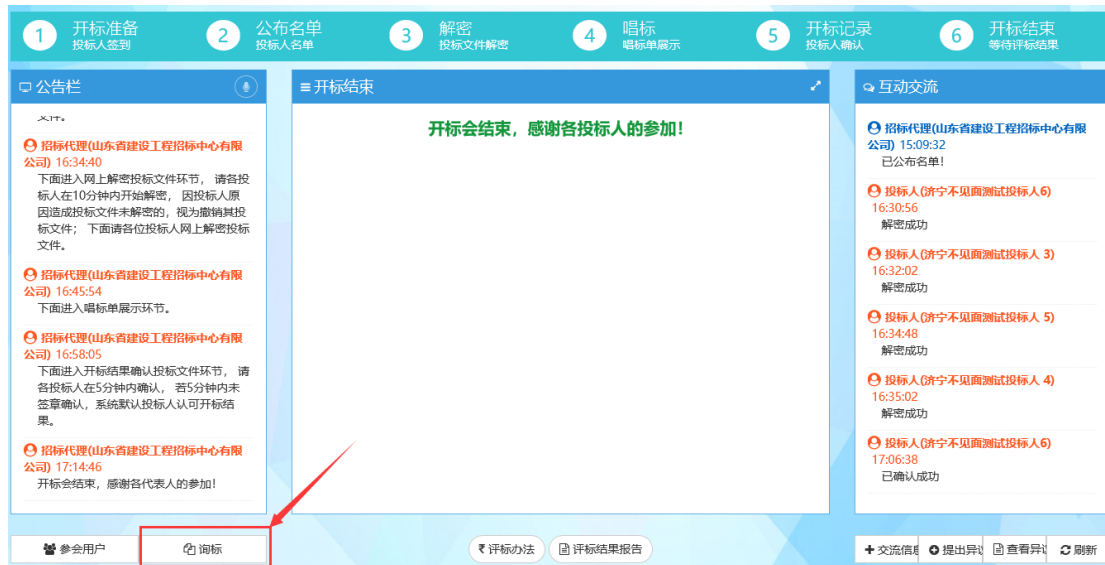 1 开标准备
投标人签到
2 公布名单
投标人名单
3 解密
投标文件解密
4 唱标
唱标单展示
5 开标记录
投标人确认
6 开标结束
等待评标结果
公告栏
文件。
招标代理(山东省建设工程招标中心有限
公司) 16:34:40
下面进入网上解密投标文件环节， 请各投
标人在10分钟内开始解密， 因投标人原
因造成投标文件未解密的，视为撤销其投
标文件； 下面请各位投标人网上解密投标
文件。
招标代理(山东省建设工程招标中心有限
公司) 16:45:54
下面进入唱标单展示环节。
招标代理(山东省建设工程招标中心有限
公司) 16:58:05
下面进入开标结果确认投标文件环节， 请
各投标人在5分钟内确认， 若5分钟内未
签章确认，系统默认投标人认可开标结
果。
招标代理(山东省建设工程招标中心有限
公司) 17:14:46
开标会结束，感谢各代表人的参加！
参会用户
询标
开标结束
开标会结束，感谢各投标人的参加！
评标办法
评标结果报告
互动交流
招标代理(山东省建设工程招标中心有限
公司) 15:09:32
已公布名单！
投标人(济宁不见面测试投标人6)
16:30:56
解密成功
投标人(济宁不见面测试投标人 3)
16:32:02
解密成功
投标人(济宁不见面测试投标人 5)
16:34:48
解密成功
投标人(济宁不见面测试投标人 4)
16:35:02
解密成功
投标人(济宁不见面测试投标人6)
17:06:38
已确认成功
交流信息
提出异议
查看异议
刷新